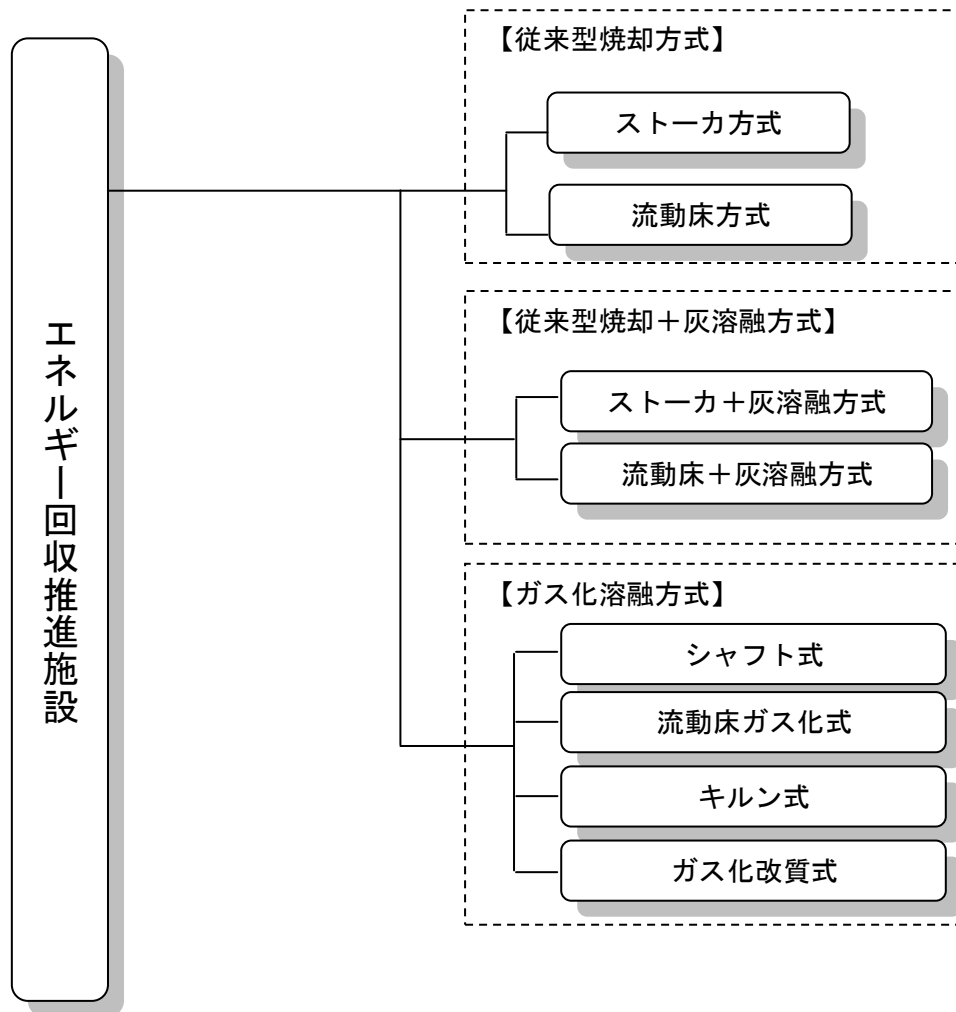 エネルギー回収推進施設
【従来型焼却方式】
ストーカ方式
流動床方式
【従来型焼却＋灰溶融方式】
ストーカ＋灰溶融方式
流動床＋灰溶融方式
【ガス化溶融方式】
シャフト式
流動床ガス化式
キルン式
ガス化改質式